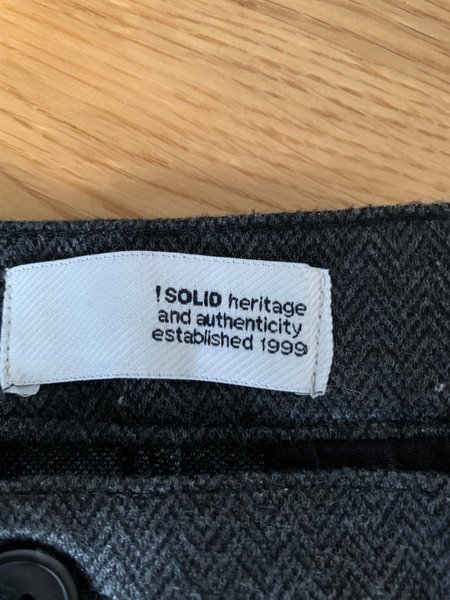 !SOLID heritage
and authenticity
established 1999